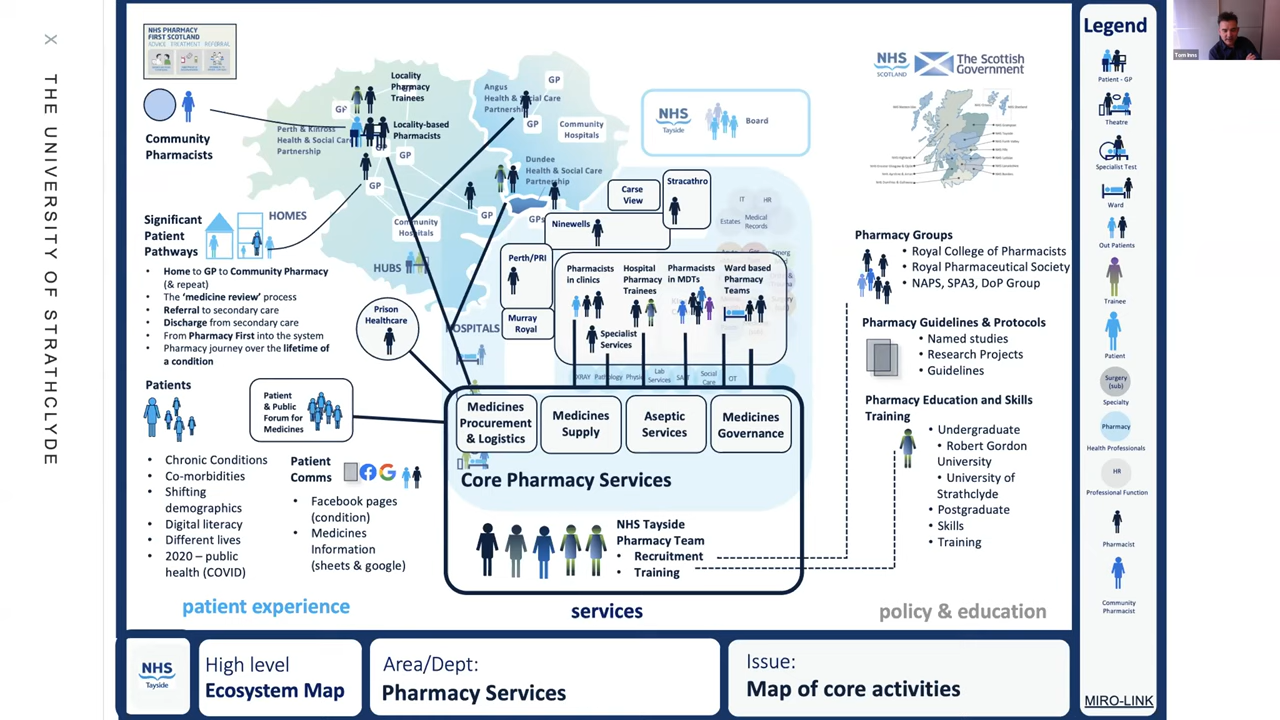 X THE UNIVERSITY OF STRATHCLYDE
NHS PHARMACY
FIRST SCOTLAND
ADVICE TREATMENT REFERRAL
Community
Pharmacists
Significant
Patient
Pathways
HOMES
• Home to GP to Community Pharmacy
(& repeat)
• The 'medicine review' process
• Referral to secondary care
• Discharge from secondary care
• From Pharmacy First into the system
• Pharmacy journey over the lifetime of
a condition
Patients
• Chronic Conditions
• Co-morbidities
• Shifting
demographics
• Digital literacy
• Different lives
• 2020 – public
health (COVID)
Patient
& Public
Forum for
Medicines
Patient
Comms
• Facebook pages
(condition)
• Medicines
Information
(sheets & google)
patient experience
Locality
Pharmacy
Trainees
Locality-based
Pharmacists
Perth & Kinross
Health & Social Care
Partnership
GP
GP
GP
GP
Angus
Health & Social Care
Partnership
GP
GP
Community
Hospitals
Dundee
Health & Social Care
Partnership
GP
GPs
Community
Hospitals
HUBS
HOSPITALS
Prison
Healthcare
NHS
Tayside
Board
Carse
View
Stracathro
Ninewells
Perth/PRI
Murray
Royal
IT
HR
Estates
Medical
Records
Pharmacists
in clinics
Hospital
Pharmacy
Trainees
Pharmacists
in MDTs
Ward based
Pharmacy
Teams
Specialist
Services
Pathology
Physio
Lab
Services
Social
Care
OT
Medicines
Procurement
& Logistics
Medicines
Supply
Aseptic
Services
Medicines
Governance
Core Pharmacy Services
NHS Tayside
Pharmacy Team
• Recruitment
• Training
services
NHS
SCOTLAND
The Scottish
Government
Pharmacy Groups
• Royal College of Pharmacists
• Royal Pharmaceutical Society
• NAPS, SPA3, DoP Group
Pharmacy Guidelines & Protocols
• Named studies
• Research Projects
• Guidelines
Pharmacy Education and Skills
Training
• Undergraduate
• Robert Gordon
University
• University of
Strathclyde
• Postgraduate
• Skills
• Training
policy & education
Legend
Patient - GP
Theatre
Specialist Test
Ward
Out Patients
Trainee
Patient
Surgery
(sub)
Specialty
Pharmacy
Health Professionals
HR
Professional Function
Pharmacist
Community
Pharmacist
MIRO-LINK
Tom Inns
NHS
Tayside
High level
Ecosystem Map
Area/Dept:
Pharmacy Services
Issue:
Map of core activities